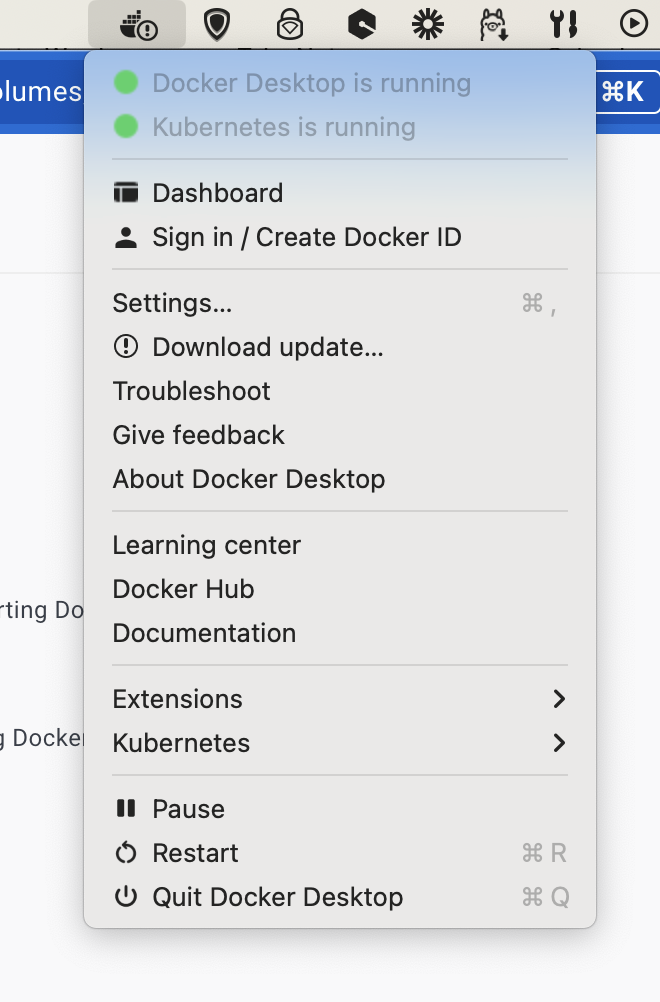 olumes
⌘K
Docker Desktop is running
Kubernetes is running
Dashboard
Sign in / Create Docker ID
Settings... ⌘ ,
Download update...
Troubleshoot
Give feedback
About Docker Desktop
Learning center
Docker Hub
Documentation
rting Do
Extensions
Kubernetes
g Docker
Pause
Restart ⌘ R
Quit Docker Desktop ⌘ Q